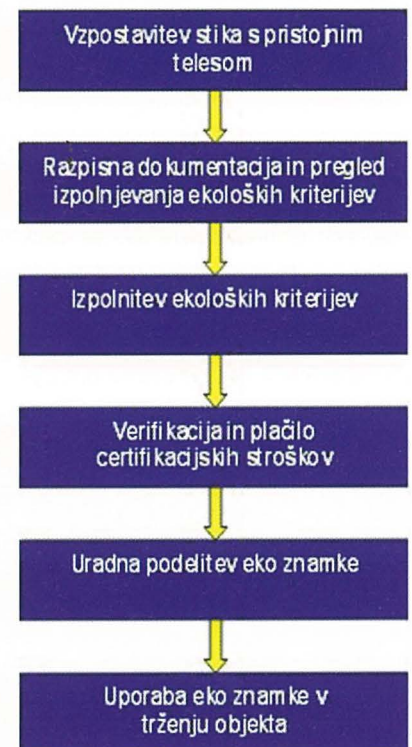 Vzpostavitev stika s pristojnim
telesom
Razpisna dokumentacija in pregled
izpolnjevanja ekoloških kriterijev
Izpolnitev ekoloških kriterijev
Verifikacija in plačilo
certifikacijskih stroškov
Uradna podelitev eko znamke
Uporaba eko znamke v
trženju objekta